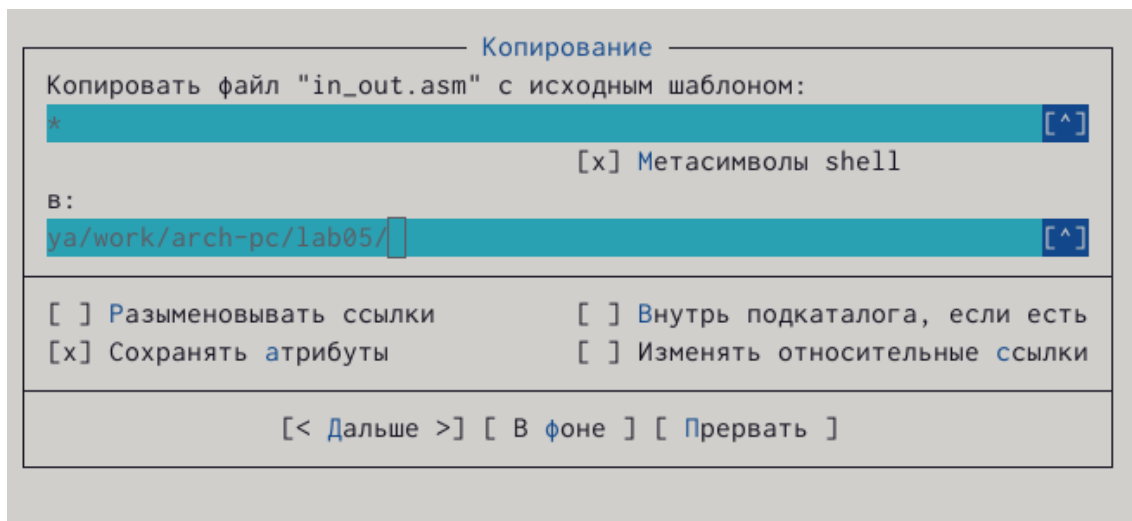 Копирование
Копировать файл "in_out.asm" с исходным шаблоном:
* [^]
[x] Метасимволы shell
в:
ya/work/arch-pc/lab05/ [^]
[ ] Разыменовывать ссылки [ ] Внутрь подкаталога, если есть
[x] Сохранять атрибуты [ ] Изменять относительные ссылки
[< Дальше >] [ В фоне ] [ Прервать ]